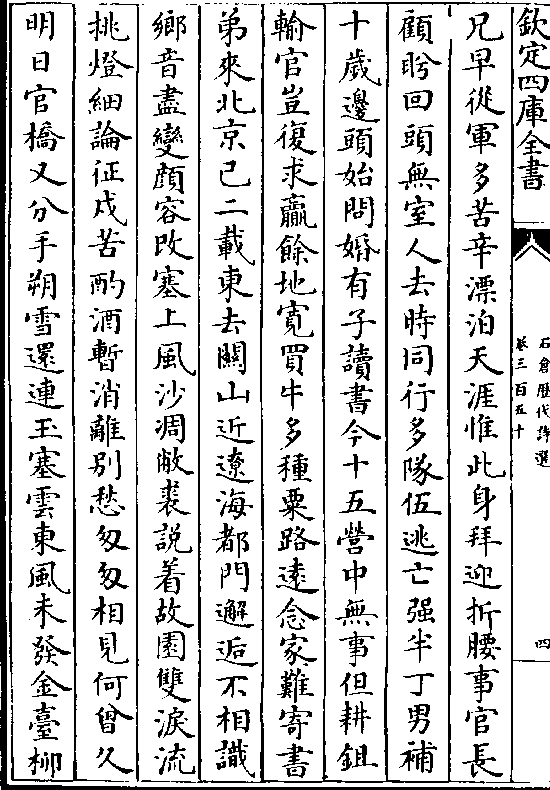 欽定四庫全書
石倉歷代詩選
卷三百五十
四
兄早從軍多苦辛漂泊天涯惟此身拜迎折腰事官長
顧盻回頭無室人去時同行多隊伍逃亡强半丁男補
十歲邊頭始問婚有子讀書今十五營中無事但耕鉏
輸官豈復求贏餘地寛買牛多種粟路逺念家難寄書
弟來北京已二載東去闗山近遼海都門邂逅不相識
鄉音盡變顔容改塞上風沙凋敝裘説着故園雙淚流
挑燈細論征戍苦酌酒暫消離別愁匆匆相見何曾久
明日官橋又分手朔雪還連玉塞雲東風未發金臺柳